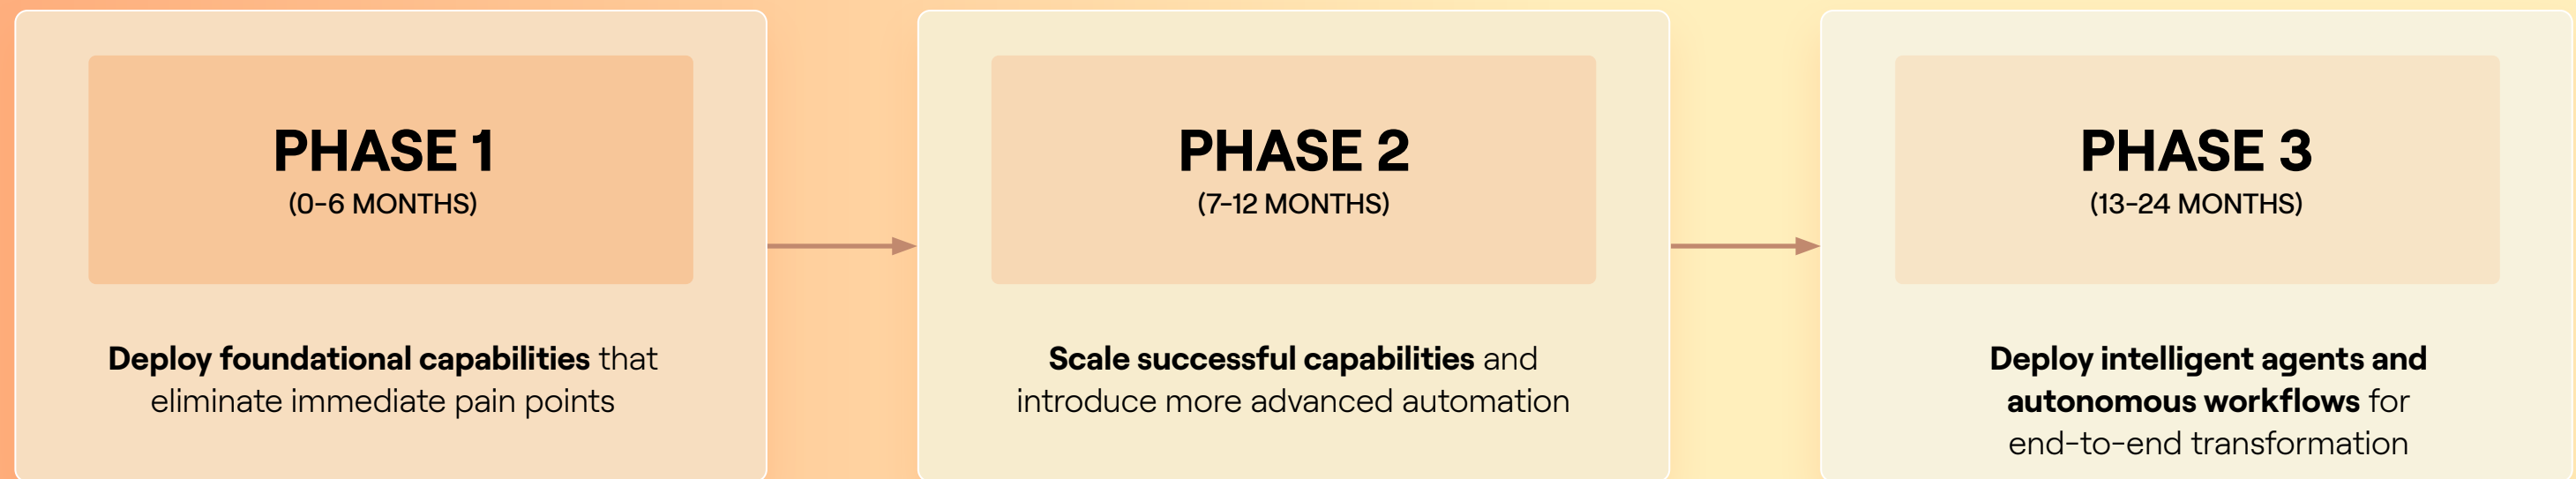 PHASE 1
(0-6 MONTHS)
Deploy foundational capabilities that
eliminate immediate pain points
PHASE 2
(7-12 MONTHS)
Scale successful capabilities and
introduce more advanced automation
PHASE 3
(13-24 MONTHS)
Deploy intelligent agents and
autonomous workflows for
end-to-end transformation